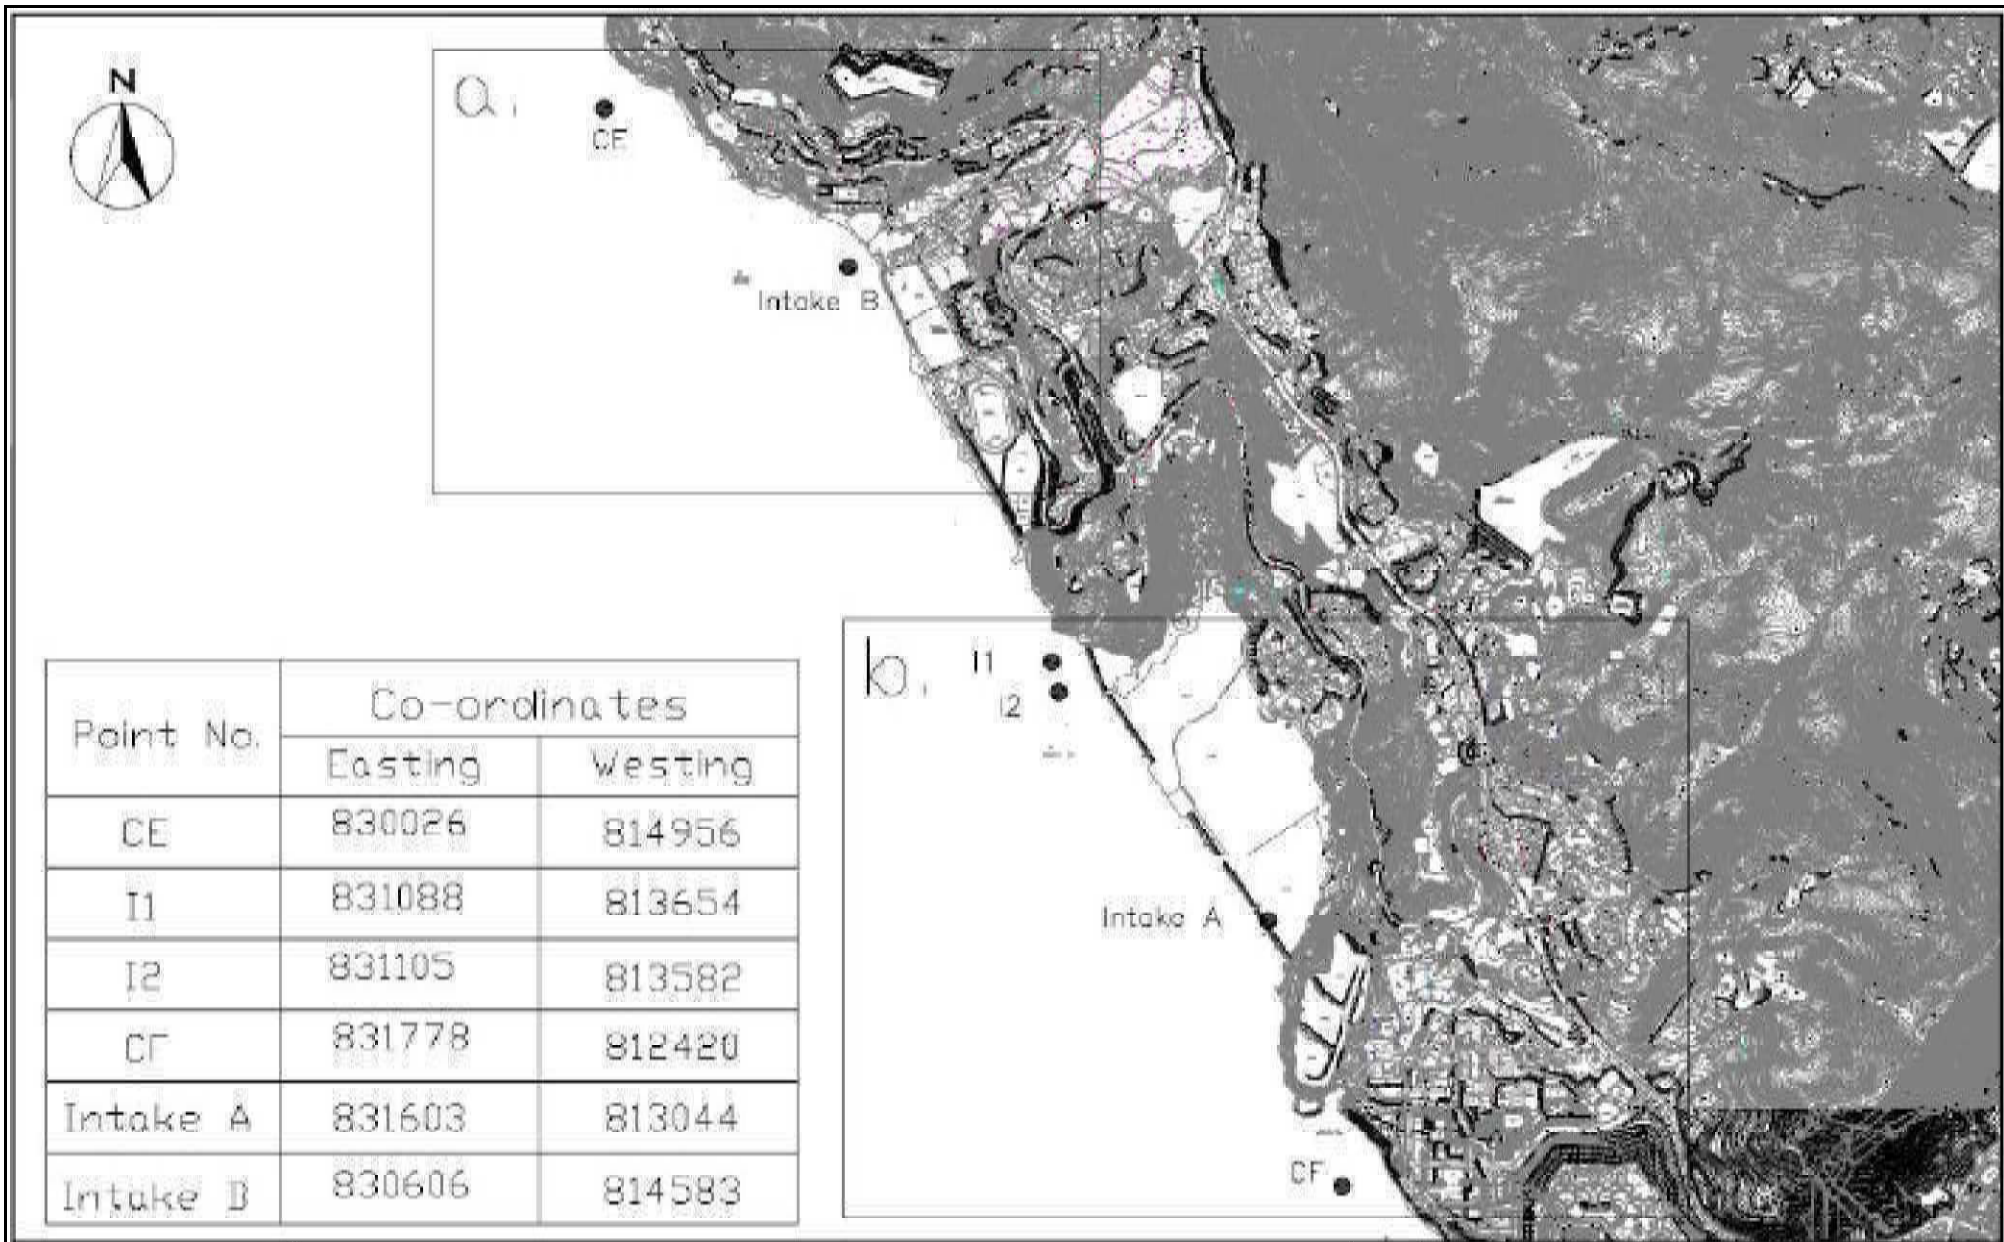 N
a
CE
Intake B
b
I1
I2
Intake A
CF
Point No. Co-ordinates
Easting Westing
CE 830026 814956
I1 831088 813654
I2 831105 813582
CF 831778 812420
Intake A 831603 813044
Intake B 830606 814583